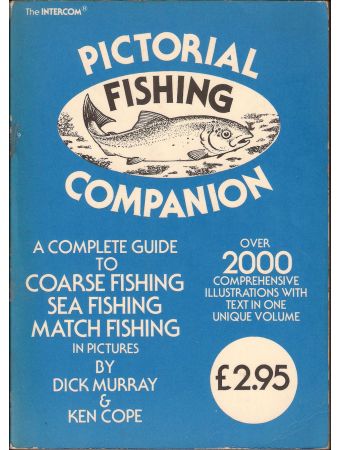 The INTERCOM®
PICTORIAL
FISHING
COMPANION
A COMPLETE GUIDE
TO
COARSE FISHING
SEA FISHING
MATCH FISHING
IN PICTURES
BY
DICK MURRAY
&
KEN COPE
OVER
2000
COMPREHENSIVE
ILLUSTRATIONS WITH
TEXT IN ONE
UNIQUE VOLUME
£2.95